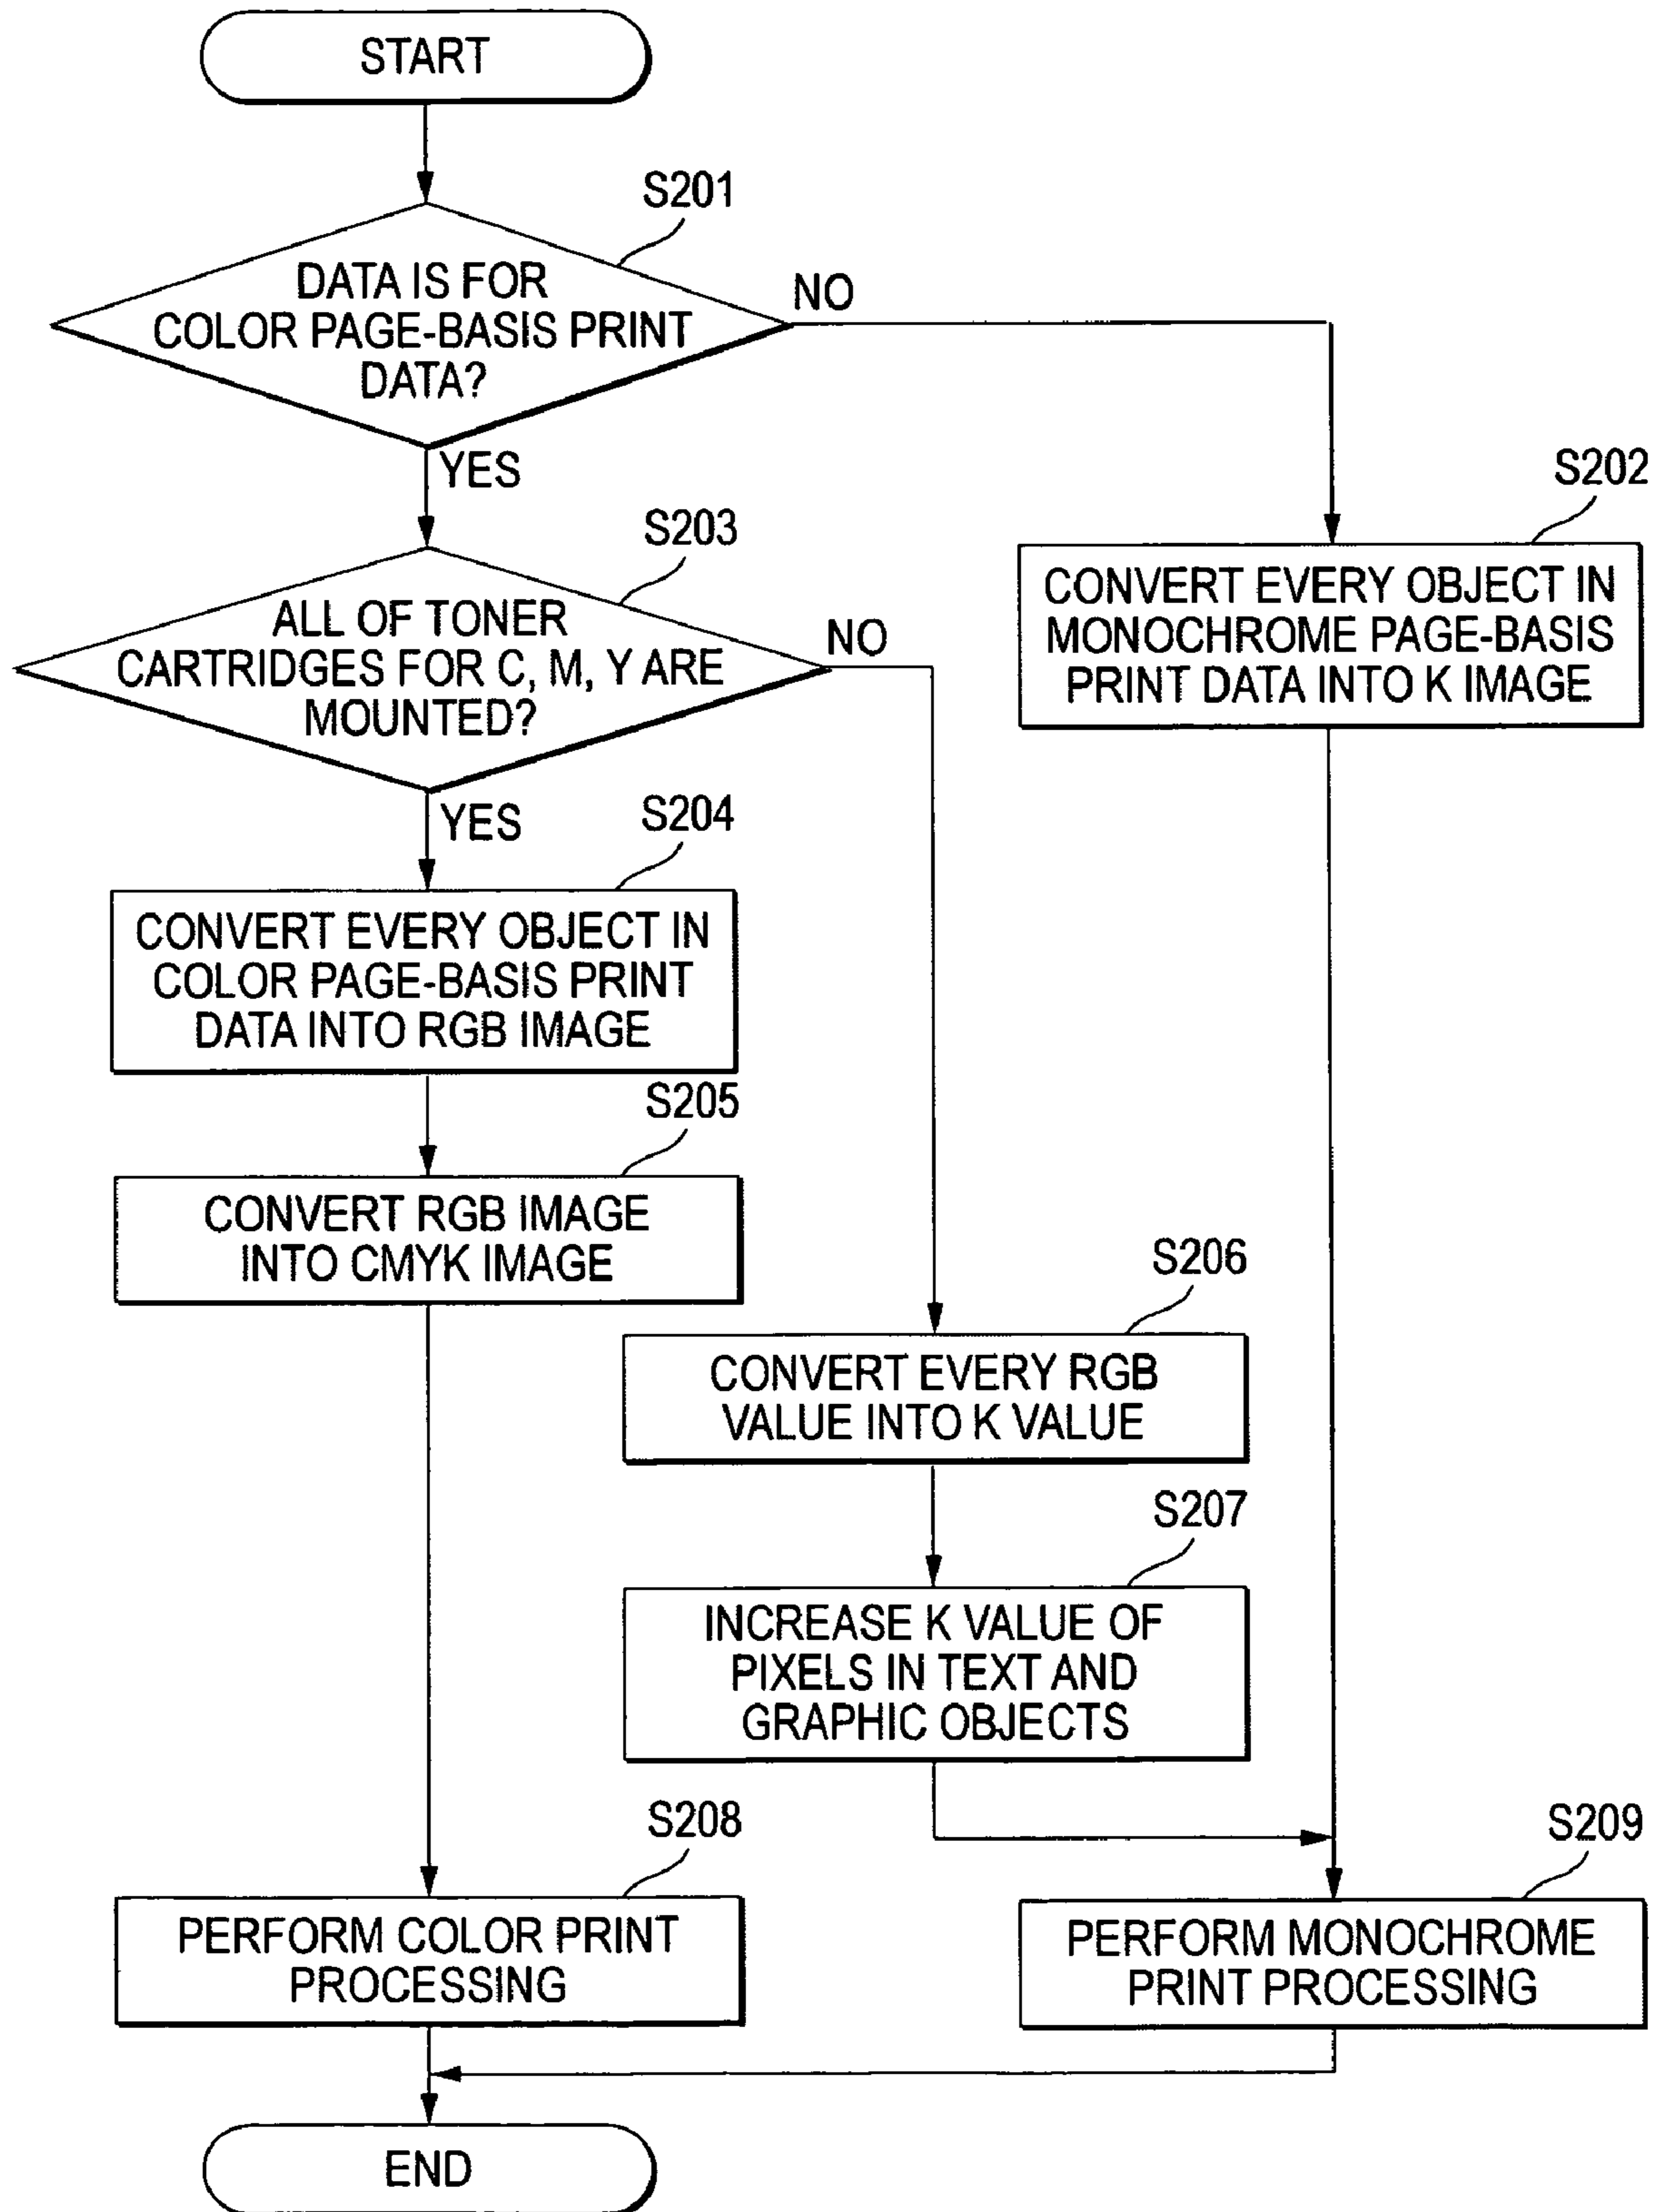 START
S201
DATA IS FOR
COLOR PAGE-BASIS PRINT
DATA?
NO
YES
S202
CONVERT EVERY OBJECT IN
MONOCHROME PAGE-BASIS
PRINT DATA INTO K IMAGE
S203
ALL OF TONER
CARTRIDGES FOR C, M, Y ARE
MOUNTED?
NO
YES
S204
CONVERT EVERY OBJECT IN
COLOR PAGE-BASIS PRINT
DATA INTO RGB IMAGE
S205
CONVERT RGB IMAGE
INTO CMYK IMAGE
S206
CONVERT EVERY RGB
VALUE INTO K VALUE
S207
INCREASE K VALUE OF
PIXELS IN TEXT AND
GRAPHIC OBJECTS
S208
PERFORM COLOR PRINT
PROCESSING
S209
PERFORM MONOCHROME
PRINT PROCESSING
END